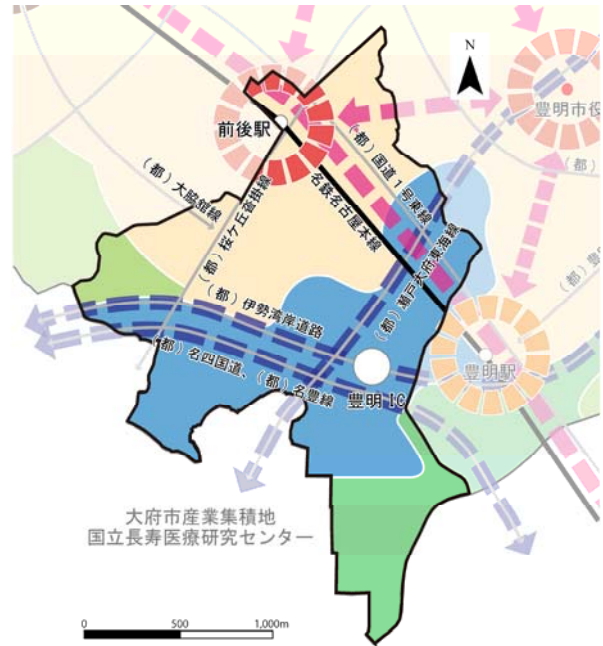 N
前後駅
豊明市役
(都)国道1号東線
(都)大脇舘線
(都)桜ケ丘沓掛線
名鉄名古屋本線
(都)瀬戸大府東海線
(都)伊勢湾岸道路
(都)名四国道、(都)名豊線
豊明IC
豊明駅
大府市産業集積地
国立長寿医療研究センター
0 500 1,000m